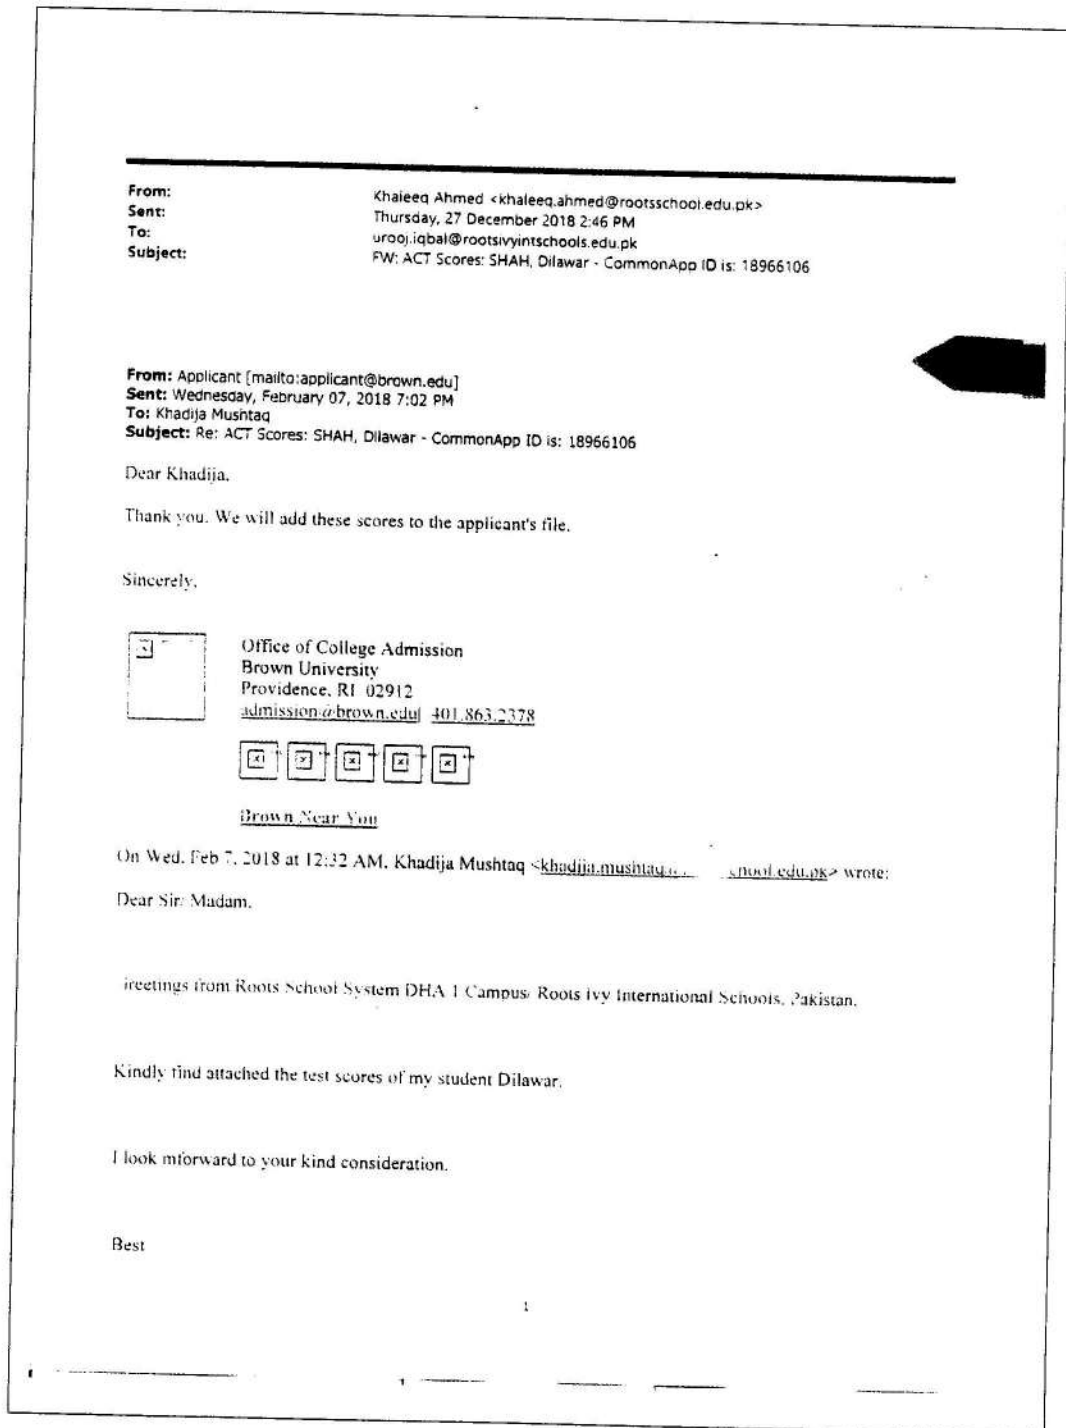 From: Khaleeq Ahmed <khaleeq.ahmed@rootsschool.edu.pk>
Sent: Thursday, 27 December 2018 2:46 PM
To: urooj.iqbal@rootsivyintschools.edu.pk
Subject: FW: ACT Scores: SHAH, Dilawar - CommonApp ID is: 18966106
From: Applicant [mailto:applicant@brown.edu]
Sent: Wednesday, February 07, 2018 7:02 PM
To: Khadija Mushtaq
Subject: Re: ACT Scores: SHAH, Dilawar - CommonApp ID is: 18966106
Dear Khadija,
Thank you. We will add these scores to the applicant's file.
Sincerely,
Office of College Admission
Brown University
Providence, RI 02912
admission@brown.edu| 401.863.2378
Brown Near You
On Wed, Feb 7, 2018 at 12:32 AM, Khadija Mushtaq <khadija.mushtaq hool.edu.pk> wrote:
Dear Sir/ Madam,
reetings from Roots School System DHA 1 Campus/ Roots Ivy International Schools, Pakistan.
Kindly find attached the test scores of my student Dilawar.
I look mforward to your kind consideration.
Best
1